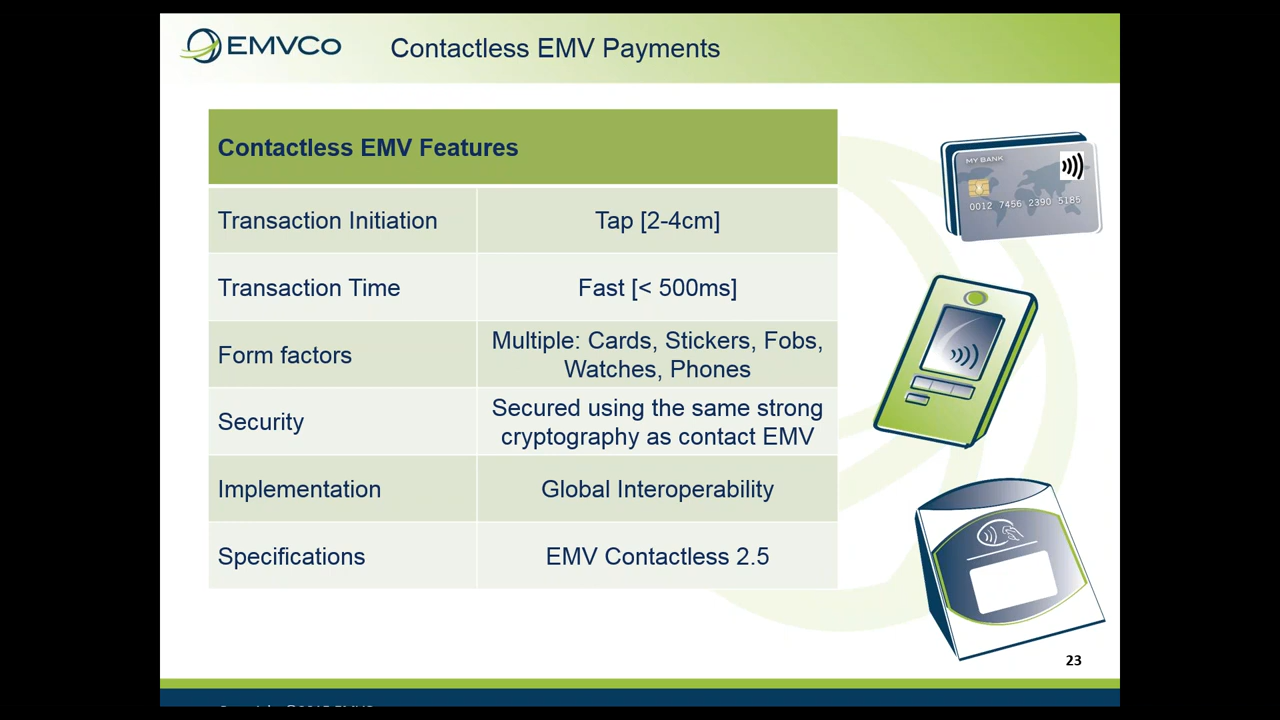 EMVCo
Contactless EMV Payments
Contactless EMV Features
Transaction Initiation
Tap [2-4cm]
Transaction Time
Fast [< 500ms]
Form factors
Multiple: Cards, Stickers, Fobs,
Watches, Phones
Security
Secured using the same strong
cryptography as contact EMV
Implementation
Global Interoperability
Specifications
EMV Contactless 2.5
MY BANK
0012 7456 2390 5185
23